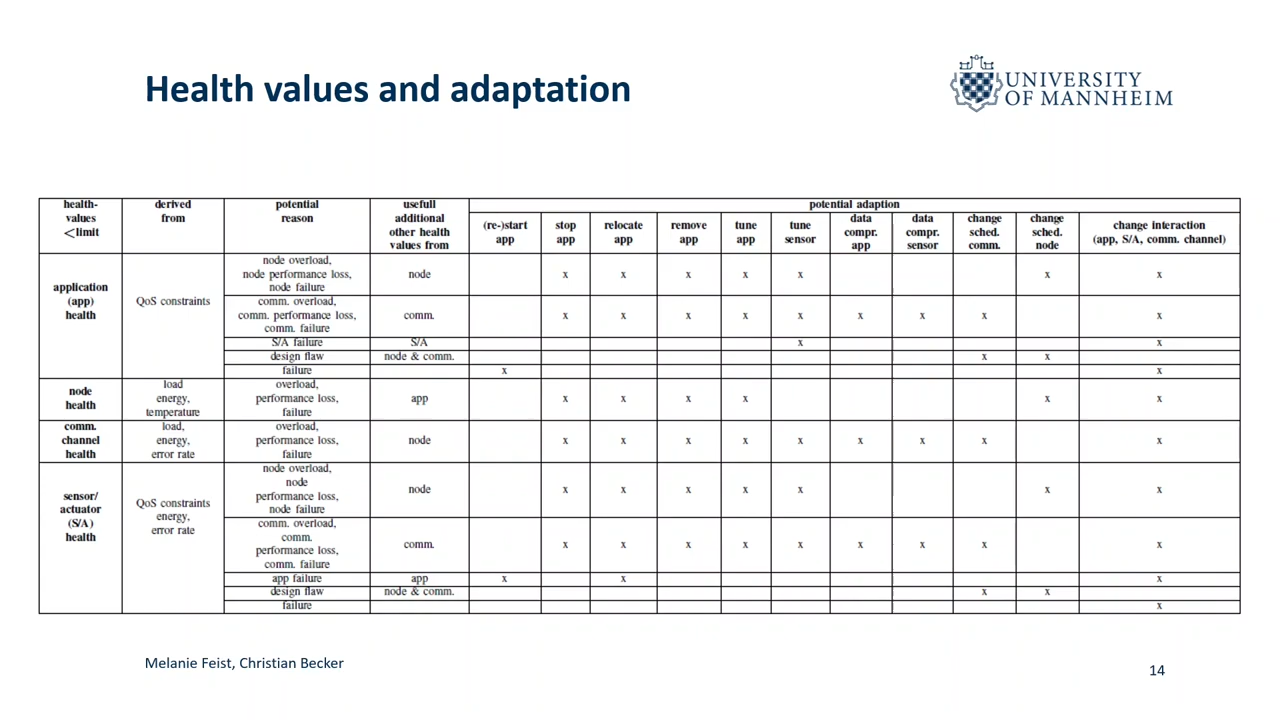 Health values and adaptation
UNIVERSITY
OF MANNHEIM
health-
values
<limit
derived
from
potential
reason
usefull
additional
other health
values from
potential adaption
(re-)start
app
stop
app
relocate
app
remove
app
tune
app
tune
sensor
data
compr.
app
data
compr.
sensor
change
sched.
comm.
change
sched.
node
change interaction
(app, S/A, comm. channel)
application
(app)
health
QoS constraints
node overload,
node performance loss,
node failure
node
x x x x x x x
comm. overload,
comm. performance loss,
comm. failure
comm.
x x x x x x x x x
S/A failure
S/A
x x
design flaw
node & comm.
x x
failure
x x
node
health
load
energy,
temperature
overload,
performance loss,
failure
app
x x x x x x
comm.
channel
health
load,
energy,
error rate
overload,
performance loss,
failure
node
x x x x x x x x x
sensor/
actuator
(S/A)
health
QoS constraints
energy,
error rate
node overload,
node
performance loss,
node failure
node
x x x x x x x
comm. overload,
comm.
performance loss,
comm. failure
comm.
x x x x x x x x x
app failure
app
x x x
design flaw
node & comm.
x x
failure
x
Melanie Feist, Christian Becker
14